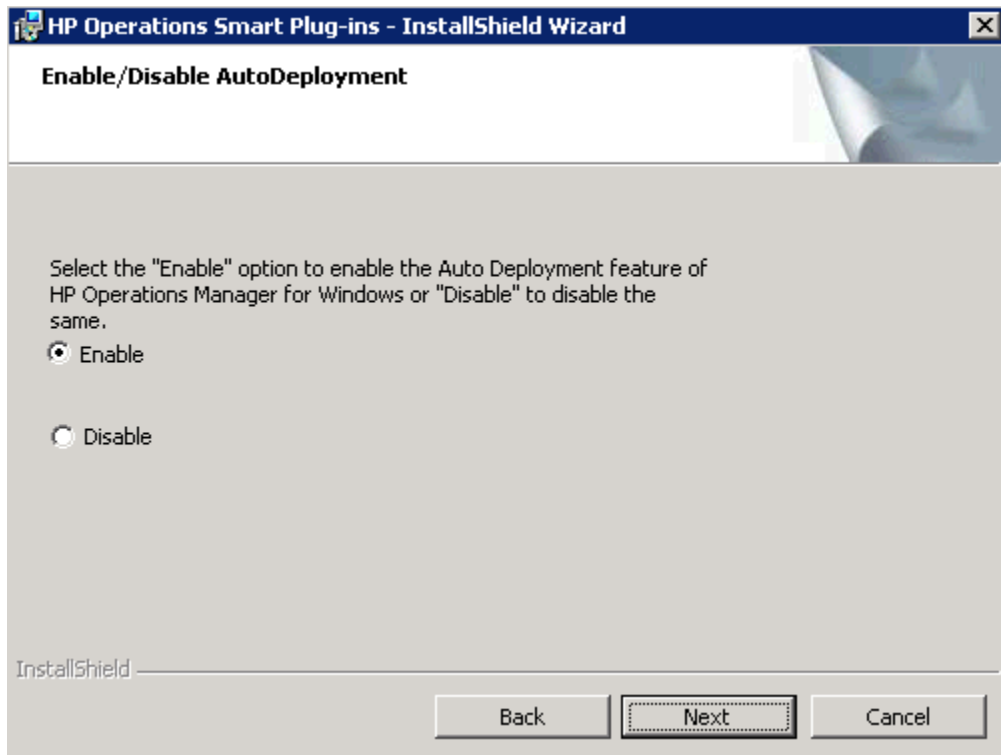 HP Operations Smart Plug-ins - InstallShield Wizard
Enable/Disable AutoDeployment
Select the "Enable" option to enable the Auto Deployment feature of
HP Operations Manager for Windows or "Disable" to disable the
same.
Enable
Disable
InstallShield
Back
Next
Cancel